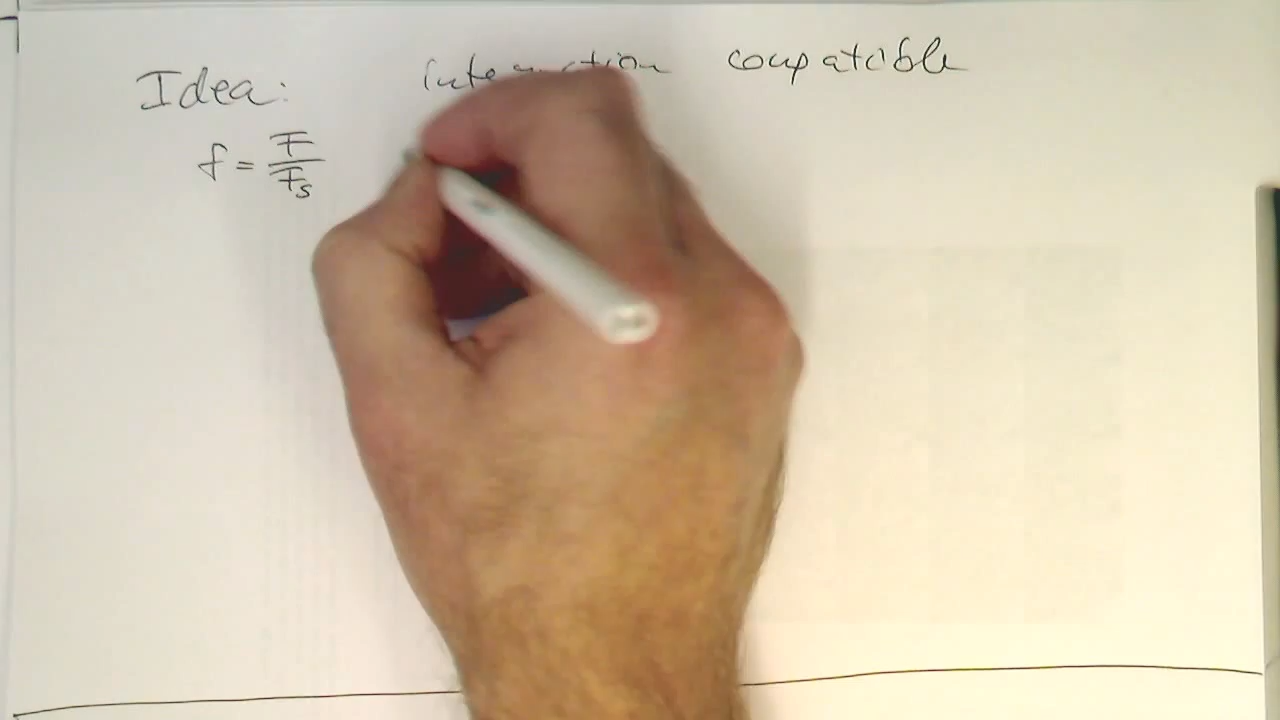 Idea: compatible
f = F/Fs